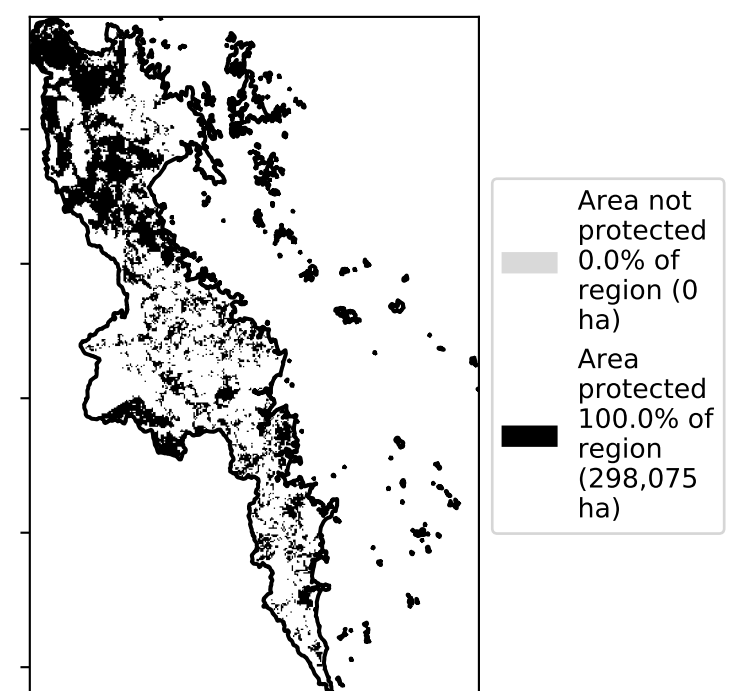 Area not
protected
0.0% of
region (0
ha)
Area
protected
100.0% of
region
(298,075
ha)